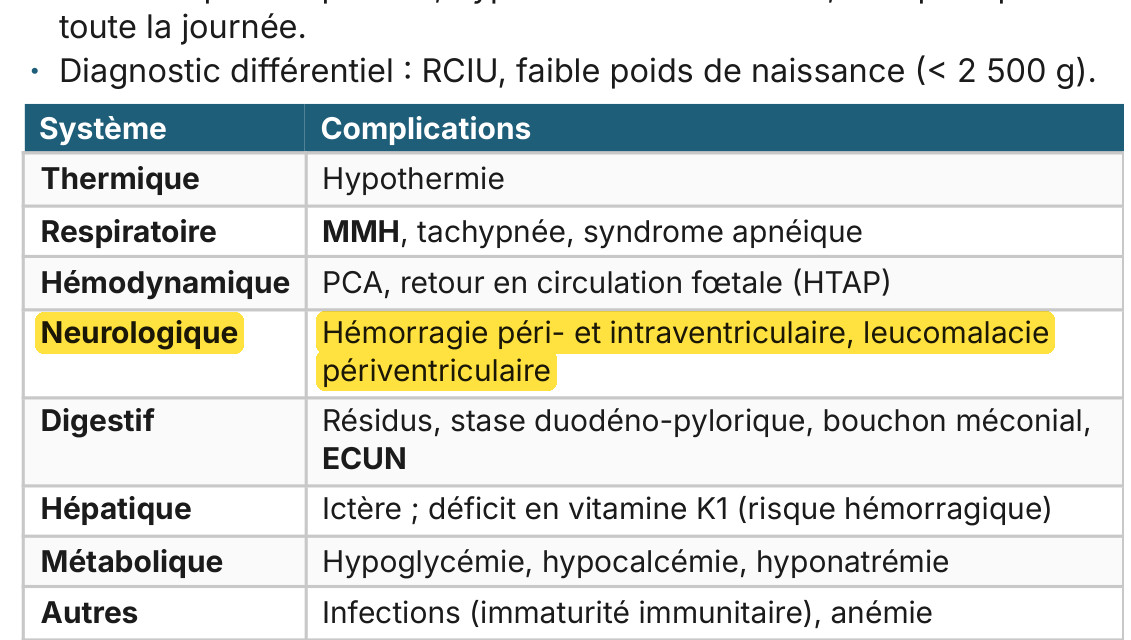 toute la journée.
· Diagnostic différentiel : RCIU, faible poids de naissance (< 2 500 g).
Système Complications
Thermique Hypothermie
Respiratoire MMH, tachypnée, syndrome apnéique
Hémodynamique PCA, retour en circulation fœtale (HTAP)
Neurologique Hémorragie péri- et intraventriculaire, leucomalacie
périventriculaire
Digestif Résidus, stase duodéno-pylorique, bouchon méconial,
ECUN
Hépatique Ictère ; déficit en vitamine K1 (risque hémorragique)
Métabolique Hypoglycémie, hypocalcémie, hyponatrémie
Autres Infections (immaturité immunitaire), anémie